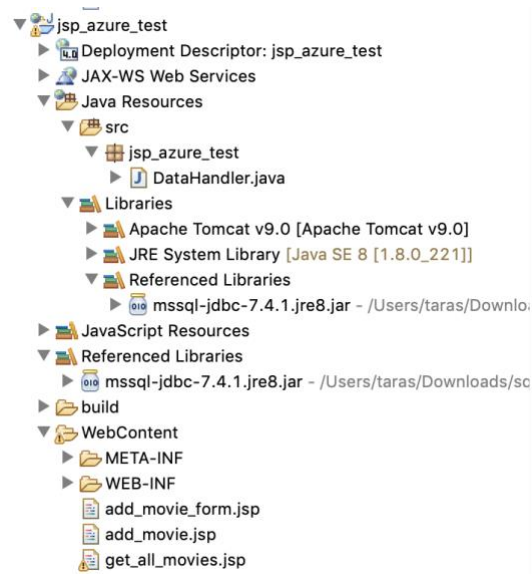 jsp_azure_test
Deployment Descriptor: jsp_azure_test
JAX-WS Web Services
Java Resources
src
jsp_azure_test
DataHandler.java
Libraries
Apache Tomcat v9.0 [Apache Tomcat v9.0]
JRE System Library [Java SE 8 [1.8.0_221]]
Referenced Libraries
mssql-jdbc-7.4.1.jre8.jar - /Users/taras/Downlo
JavaScript Resources
Referenced Libraries
mssql-jdbc-7.4.1.jre8.jar - /Users/taras/Downloads/sc
build
WebContent
META-INF
WEB-INF
add_movie_form.jsp
add_movie.jsp
get_all_movies.jsp